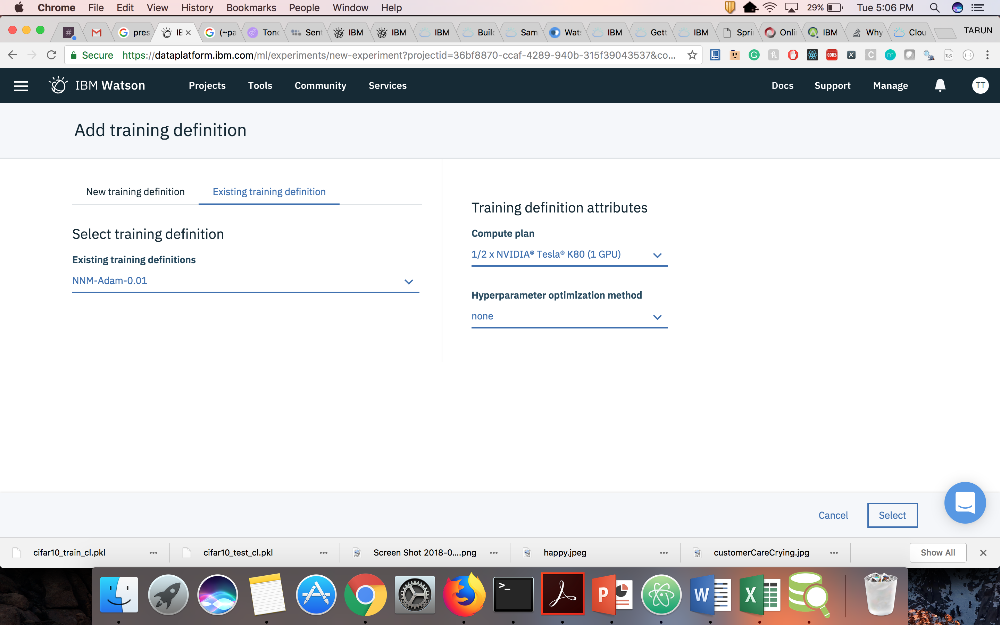 Chrome File Edit View History Bookmarks People Window Help 29% Tue 5:06 PM
# pres IE (~pa Tone Sent IBM IBM IBM Build Sam Wats IBM Gett IBM Spri Onli IBM Why Clou TARUN
Secure https://dataplatform.ibm.com/ml/experiments/new-experiment?projectid=36bf8870-ccaf-4289-940b-315f39043537&co...
IBM Watson Projects Tools Community Services Docs Support Manage TT
Add training definition
New training definition Existing training definition
Select training definition
Existing training definitions
NNM-Adam-0.01
Training definition attributes
Compute plan
1/2 x NVIDIA® Tesla® K80 (1 GPU)
Hyperparameter optimization method
none
Cancel Select
cifar10_train_cl.pkl cifar10_test_cl.pkl Screen Shot 2018-0....png happy.jpeg customerCareCrying.jpg Show All